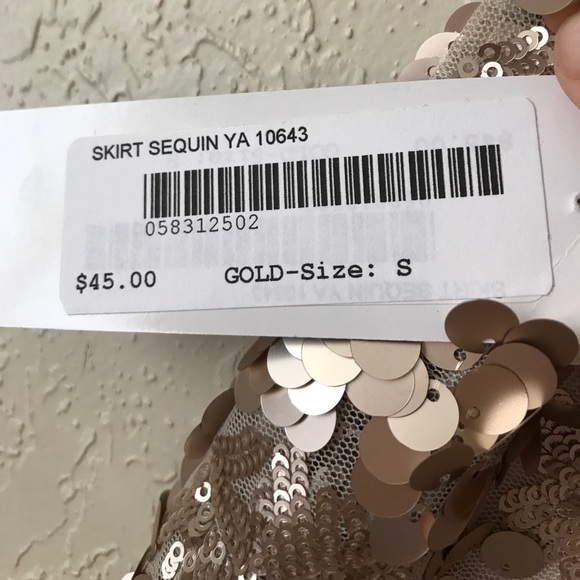 SKIRT SEQUIN YA 10643
058312502
$45.00 GOLD-Size: S